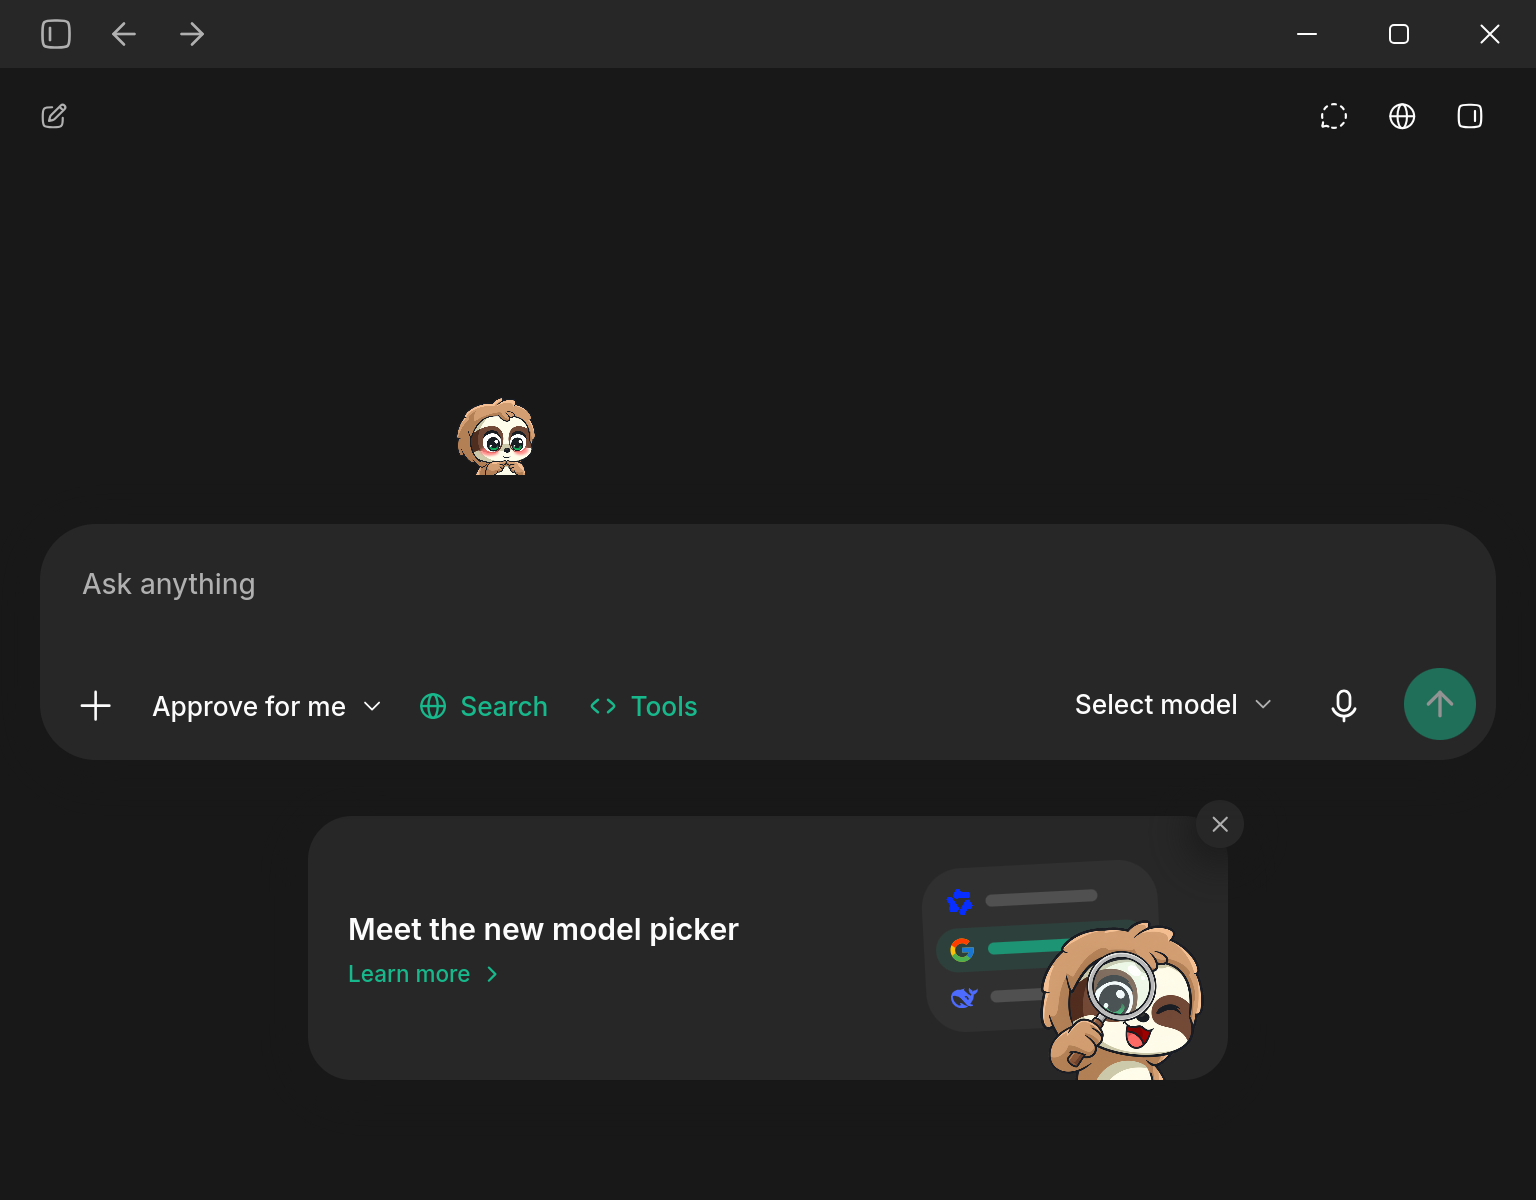 Ask anything
Approve for me
Search
Tools
Select model
Meet the new model picker
Learn more